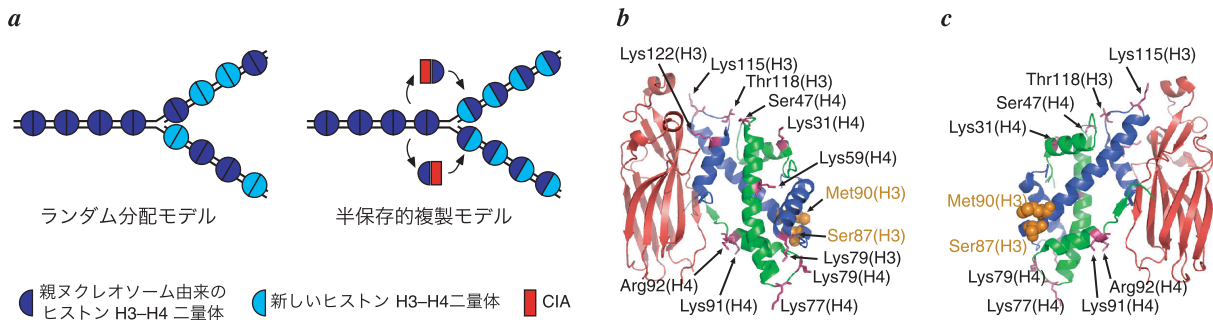 a
ランダム分配モデル
半保存的複製モデル
親ヌクレオソーム由来の
ヒストン H3–H4 二量体
新しいヒストン H3–H4二量体
CIA
b
Lys122(H3)
Lys115(H3)
Thr118(H3)
Ser47(H4)
Lys31(H4)
Lys59(H4)
Met90(H3)
Ser87(H3)
Lys79(H3)
Lys79(H4)
Arg92(H4)
Lys91(H4)
Lys77(H4)
c
Lys115(H3)
Thr118(H3)
Ser47(H4)
Lys31(H4)
Met90(H3)
Ser87(H3)
Lys79(H4)
Lys77(H4)
Arg92(H4)
Lys91(H4)